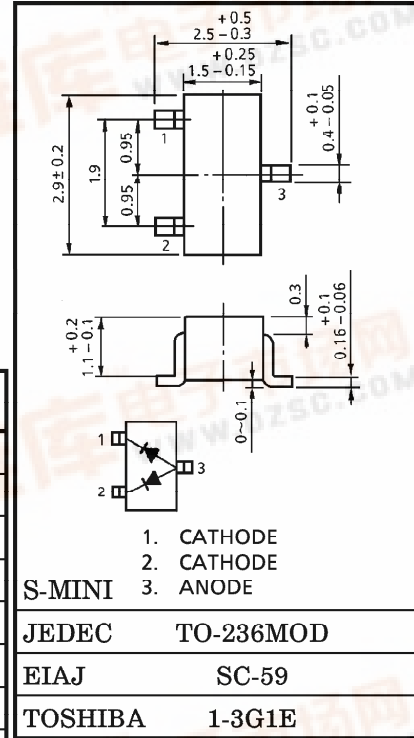 +0.5
2.5 – 0.3
+0.25
1.5 – 0.15
2.9± 0.2
1.9
0.95
0.95
1
2
3
+0.1
0.4 – 0.05
+0.2
1.1 – 0.1
0.3
+0.1
0.16 – 0.06
0~0.1
1
2
3
1. CATHODE
2. CATHODE
S-MINI 3. ANODE
JEDEC TO-236MOD
EIAJ SC-59
TOSHIBA 1-3G1E